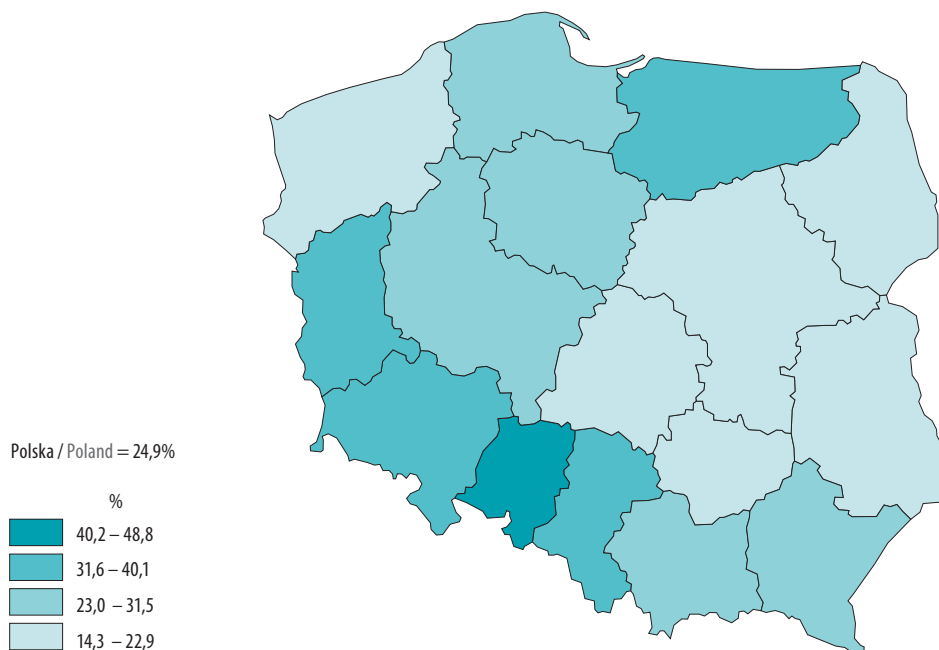 Polska / Poland = 24,9%
%
40,2 – 48,8
31,6 – 40,1
23,0 – 31,5
14,3 – 22,9